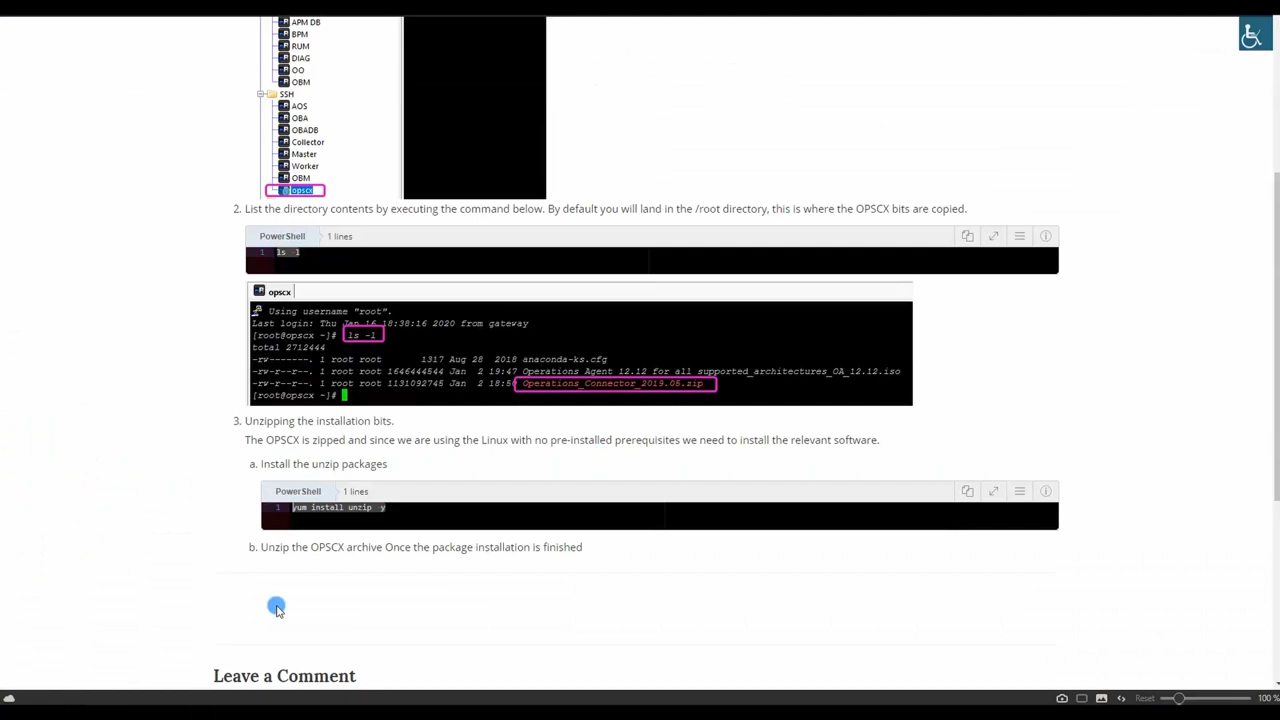 APM DB
BPM
RUM
DIAG
OO
OBM
SSH
AOS
OBA
OBADB
Collector
Master
Worker
OBM
opscx
2. List the directory contents by executing the command below. By default you will land in the /root directory, this is where the OPSCX bits are copied.
PowerShell 1 lines
1 ls -l
opscx
Using username "root".
Last login: Thu Jan 16 18:38:16 2020 from gateway
[root@opscx ~]# ls -l
total 2712444
-rw-------. 1 root root 1317 Aug 28 2018 anaconda-ks.cfg
-rw-r--r--. 1 root root 1646444544 Jan 2 19:47 Operations Agent 12.12 for all supported_architectures_OA_12.12.iso
-rw-r--r--. 1 root root 1131092745 Jan 2 18:50 Operations_Connector_2019.05.zip
[root@opscx ~]#
3. Unzipping the installation bits.
The OPSCX is zipped and since we are using the Linux with no pre-installed prerequisites we need to install the relevant software.
a. Install the unzip packages
PowerShell 1 lines
1 yum install unzip -y
b. Unzip the OPSCX archive Once the package installation is finished
Leave a Comment
Reset 100 %